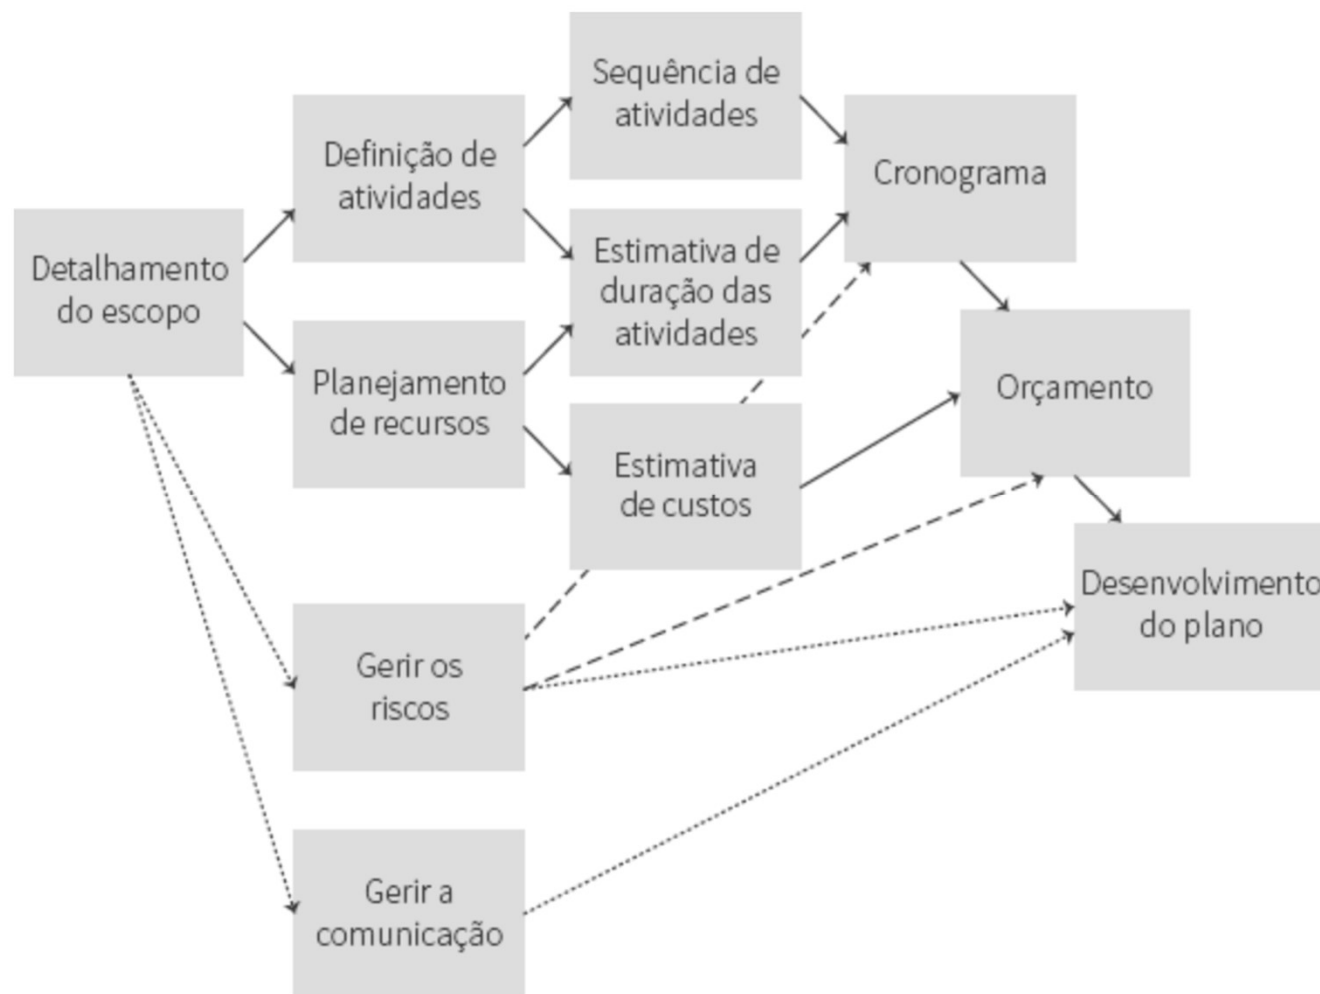 Detalhamento
do escopo
Definição de
atividades
Planejamento
de recursos
Gerir os
riscos
Gerir a
comunicação
Sequência de
atividades
Estimativa de
duração das
atividades
Estimativa
de custos
Cronograma
Orçamento
Desenvolvimento
do plano